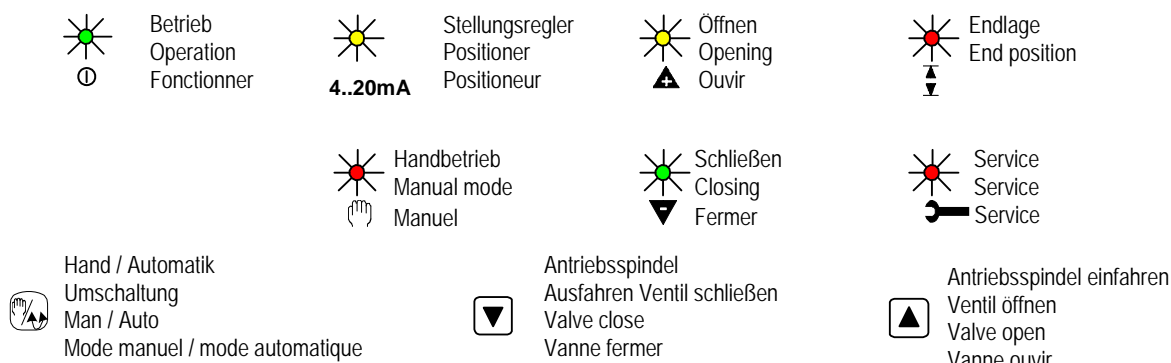 Betrieb
Operation
Fonctionner
Stellungsregler
Positioner
4..20mA Positioneur
Öffnen
Opening
Ouvir
Endlage
End position
Handbetrieb
Manual mode
Manuel
Schließen
Closing
Fermer
Service
Service
Service
Hand / Automatik
Umschaltung
Man / Auto
Mode manuel / mode automatique
Antriebsspindel
Ausfahren Ventil schließen
Valve close
Vanne fermer
Antriebsspindel einfahren
Ventil öffnen
Valve open
Vanne ouvir